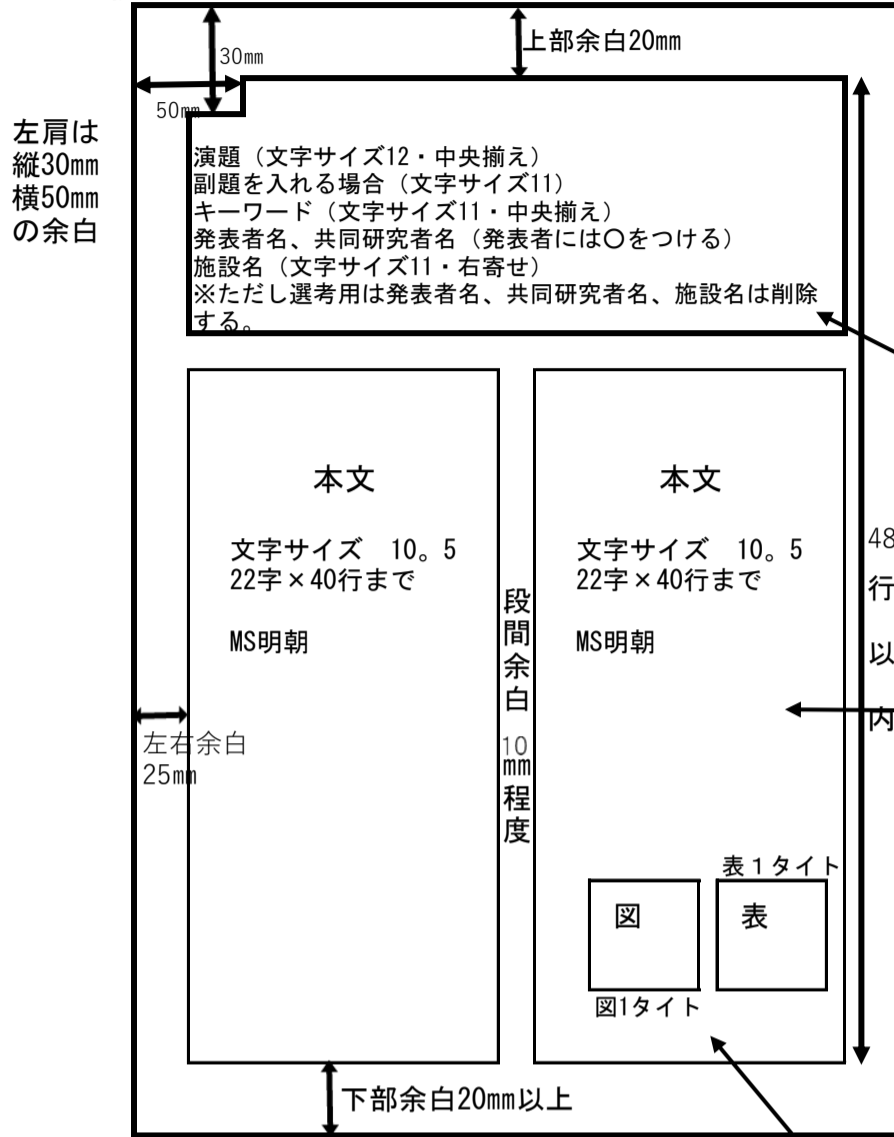 上部余白20㎜
30㎜
50㎜
左肩は
縦30mm
横50mm
の余白
演題（文字サイズ12・中央揃え）
副題を入れる場合（文字サイズ11）
キーワード（文字サイズ11・中央揃え）
発表者名、共同研究者名（発表者には〇をつける）
施設名（文字サイズ11・右寄せ）
※ただし選考用は発表者名、共同研究者名、施設名は削除
する。
本文
文字サイズ　10。5
22字×40行まで
MS明朝
段間余白 10㎜程度
本文
文字サイズ　10。5
22字×40行まで
MS明朝
48行以内
左右余白
25㎜
表１タイト
図
表
図1タイト
下部余白20㎜以上